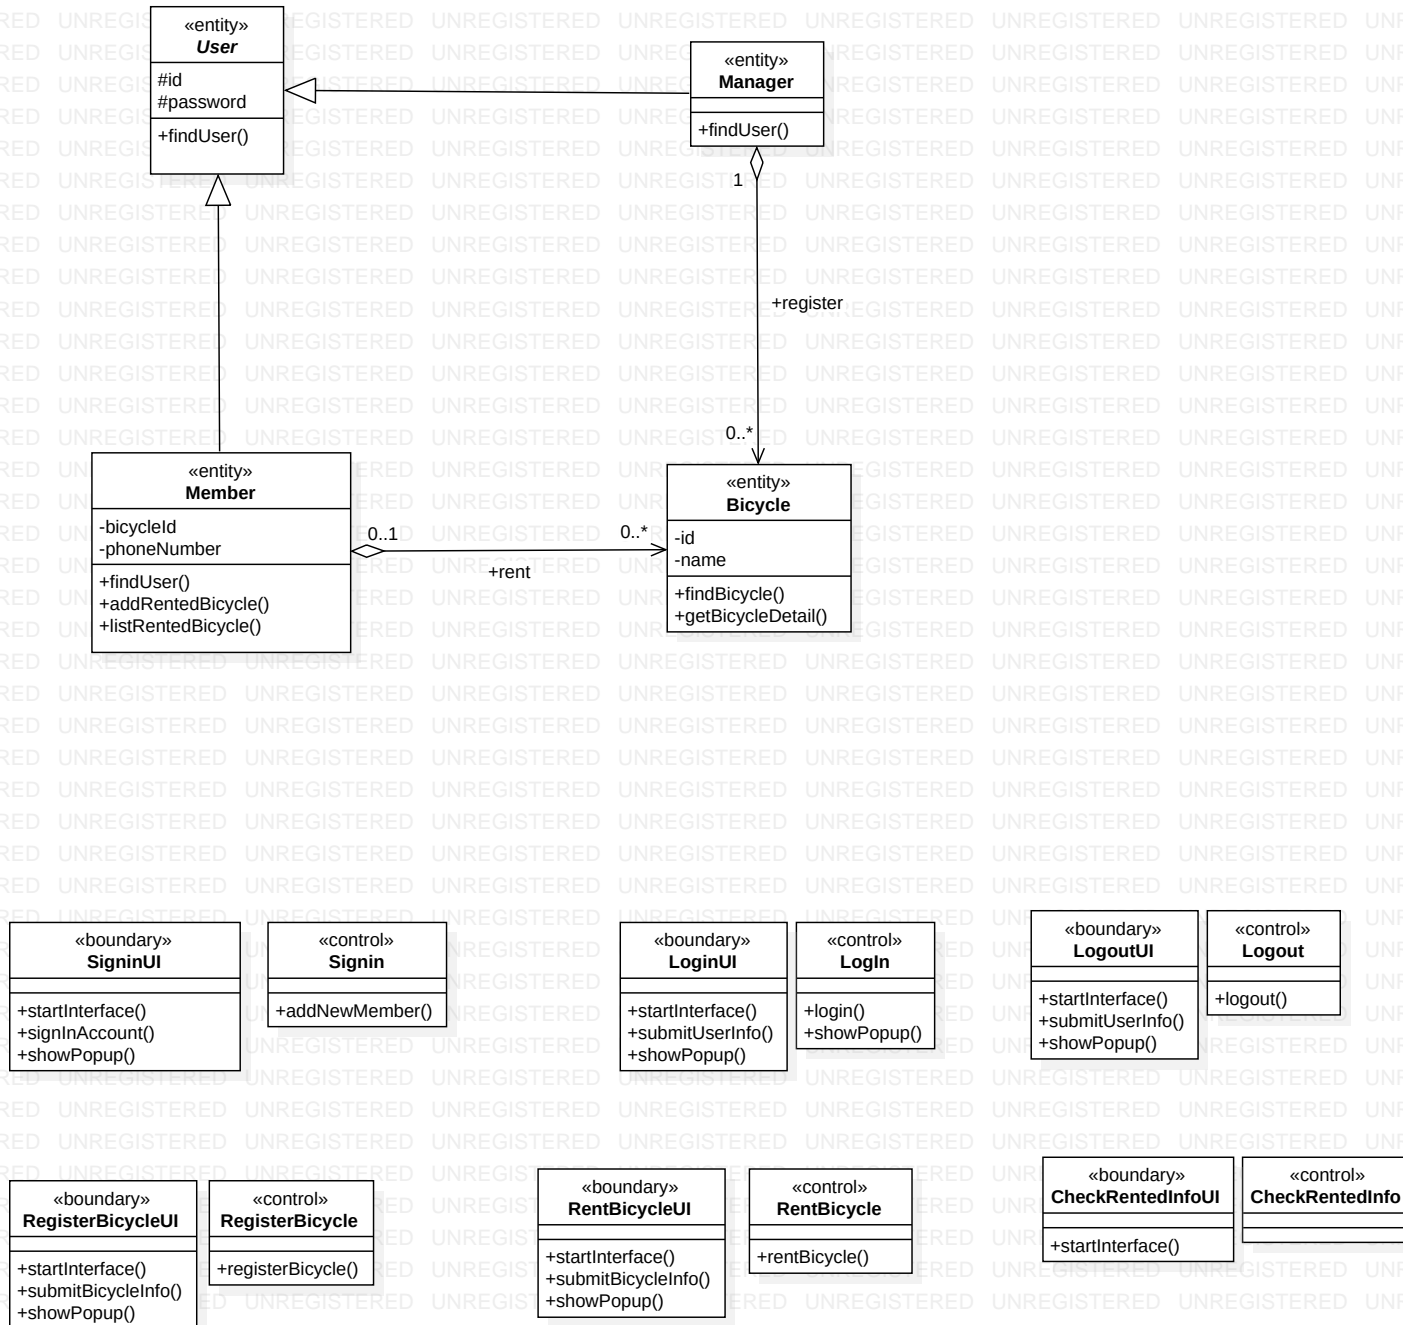 «entity»
User
#id
#password
+findUser()
«entity»
Manager
+findUser()
1
+register
0..*
«entity»
Member
-bicycleId
-phoneNumber
+findUser()
+addRentedBicycle()
+listRentedBicycle()
0..1
+rent
0..*
«entity»
Bicycle
-id
-name
+findBicycle()
+getBicycleDetail()
«boundary»
SigninUI
+startInterface()
+signInAccount()
+showPopup()
«control»
Signin
+addNewMember()
«boundary»
LoginUI
+startInterface()
+submitUserInfo()
+showPopup()
«control»
LogIn
+login()
+showPopup()
«boundary»
LogoutUI
+startInterface()
+submitUserInfo()
+showPopup()
«control»
Logout
+logout()
«boundary»
RegisterBicycleUI
+startInterface()
+submitBicycleInfo()
+showPopup()
«control»
RegisterBicycle
+registerBicycle()
«boundary»
RentBicycleUI
+startInterface()
+submitBicycleInfo()
+showPopup()
«control»
RentBicycle
+rentBicycle()
«boundary»
CheckRentedInfoUI
+startInterface()
«control»
CheckRentedInfo
UNREGISTERED